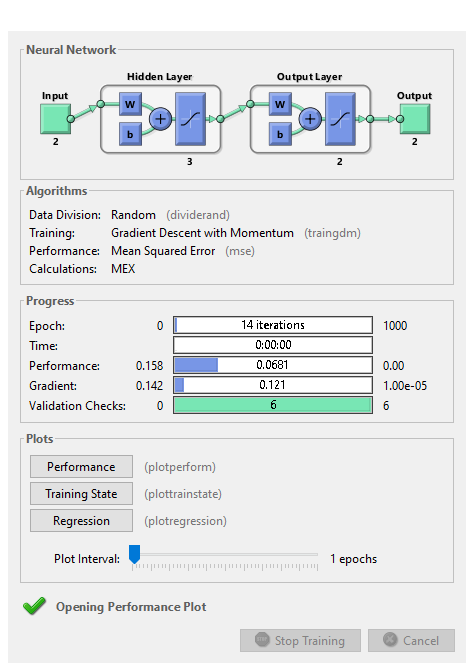 Neural Network
Hidden Layer
Output Layer
Input
Output
W
W
b
b
+
+
2
3
2
2
Algorithms
Data Division: Random (dividerand)
Training: Gradient Descent with Momentum (traingdm)
Performance: Mean Squared Error (mse)
Calculations: MEX
Progress
Epoch: 0 14 iterations 1000
Time: 0:00:00
Performance: 0.158 0.0681 0.00
Gradient: 0.142 0.121 1.00e-05
Validation Checks: 0 6 6
Plots
Performance (plotperform)
Training State (plottrainstate)
Regression (plotregression)
Plot Interval: 1 epochs
Opening Performance Plot
Stop Training Cancel